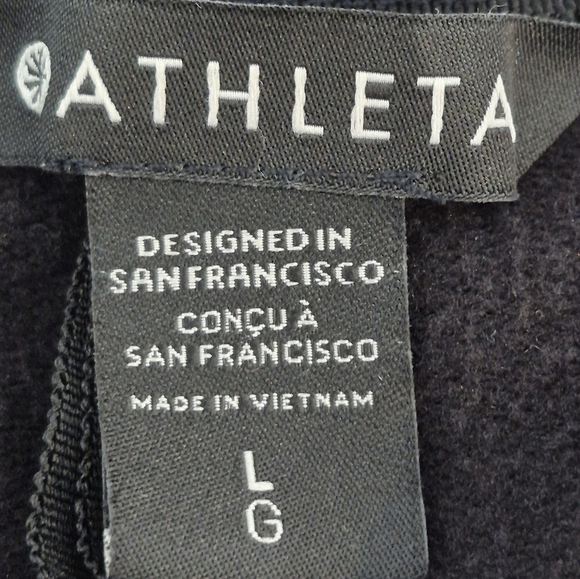 ATHLETA
DESIGNED IN
SAN FRANCISCO
CONÇU À
SAN FRANCISCO
MADE IN VIETNAM
L
G